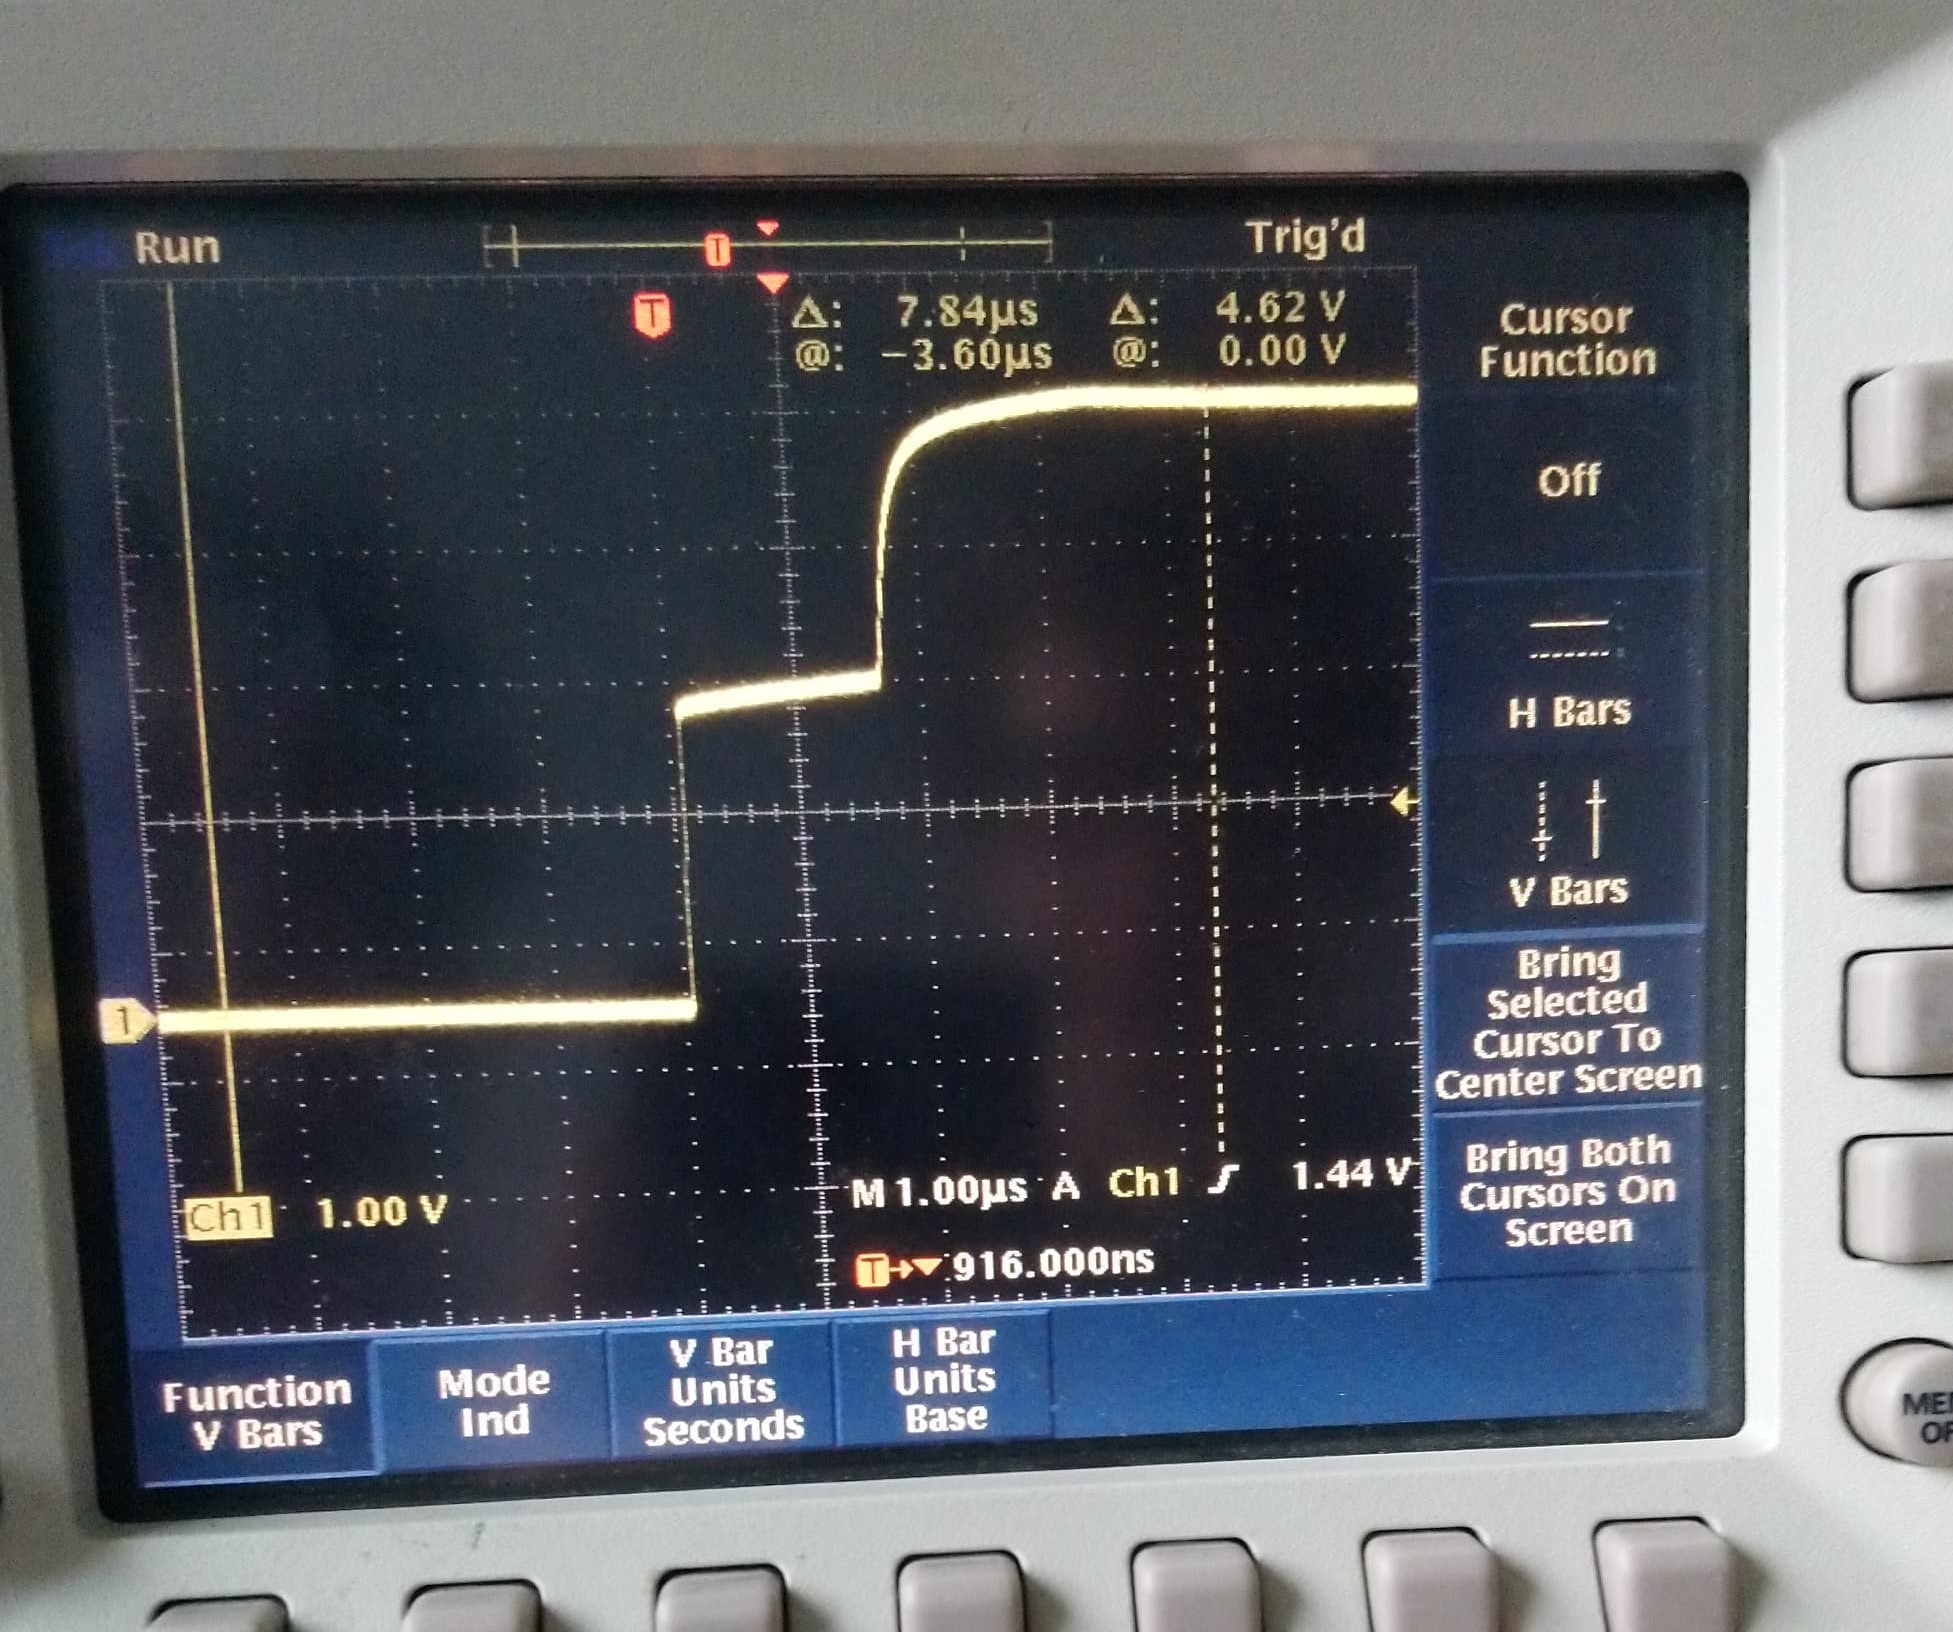 Run
Trig'd
T
T
Δ: 7.84µs Δ: 4.62 V
@: −3.60µs @: 0.00 V
Cursor
Function
Off
H Bars
V Bars
Bring
Selected
Cursor To
Center Screen
Bring Both
Cursors On
Screen
1
Ch1 1.00 V
M 1.00µs A Ch1 1.44 V
T 916.000ns
Function
V Bars
Mode
Ind
V Bar
Units
Seconds
H Bar
Units
Base